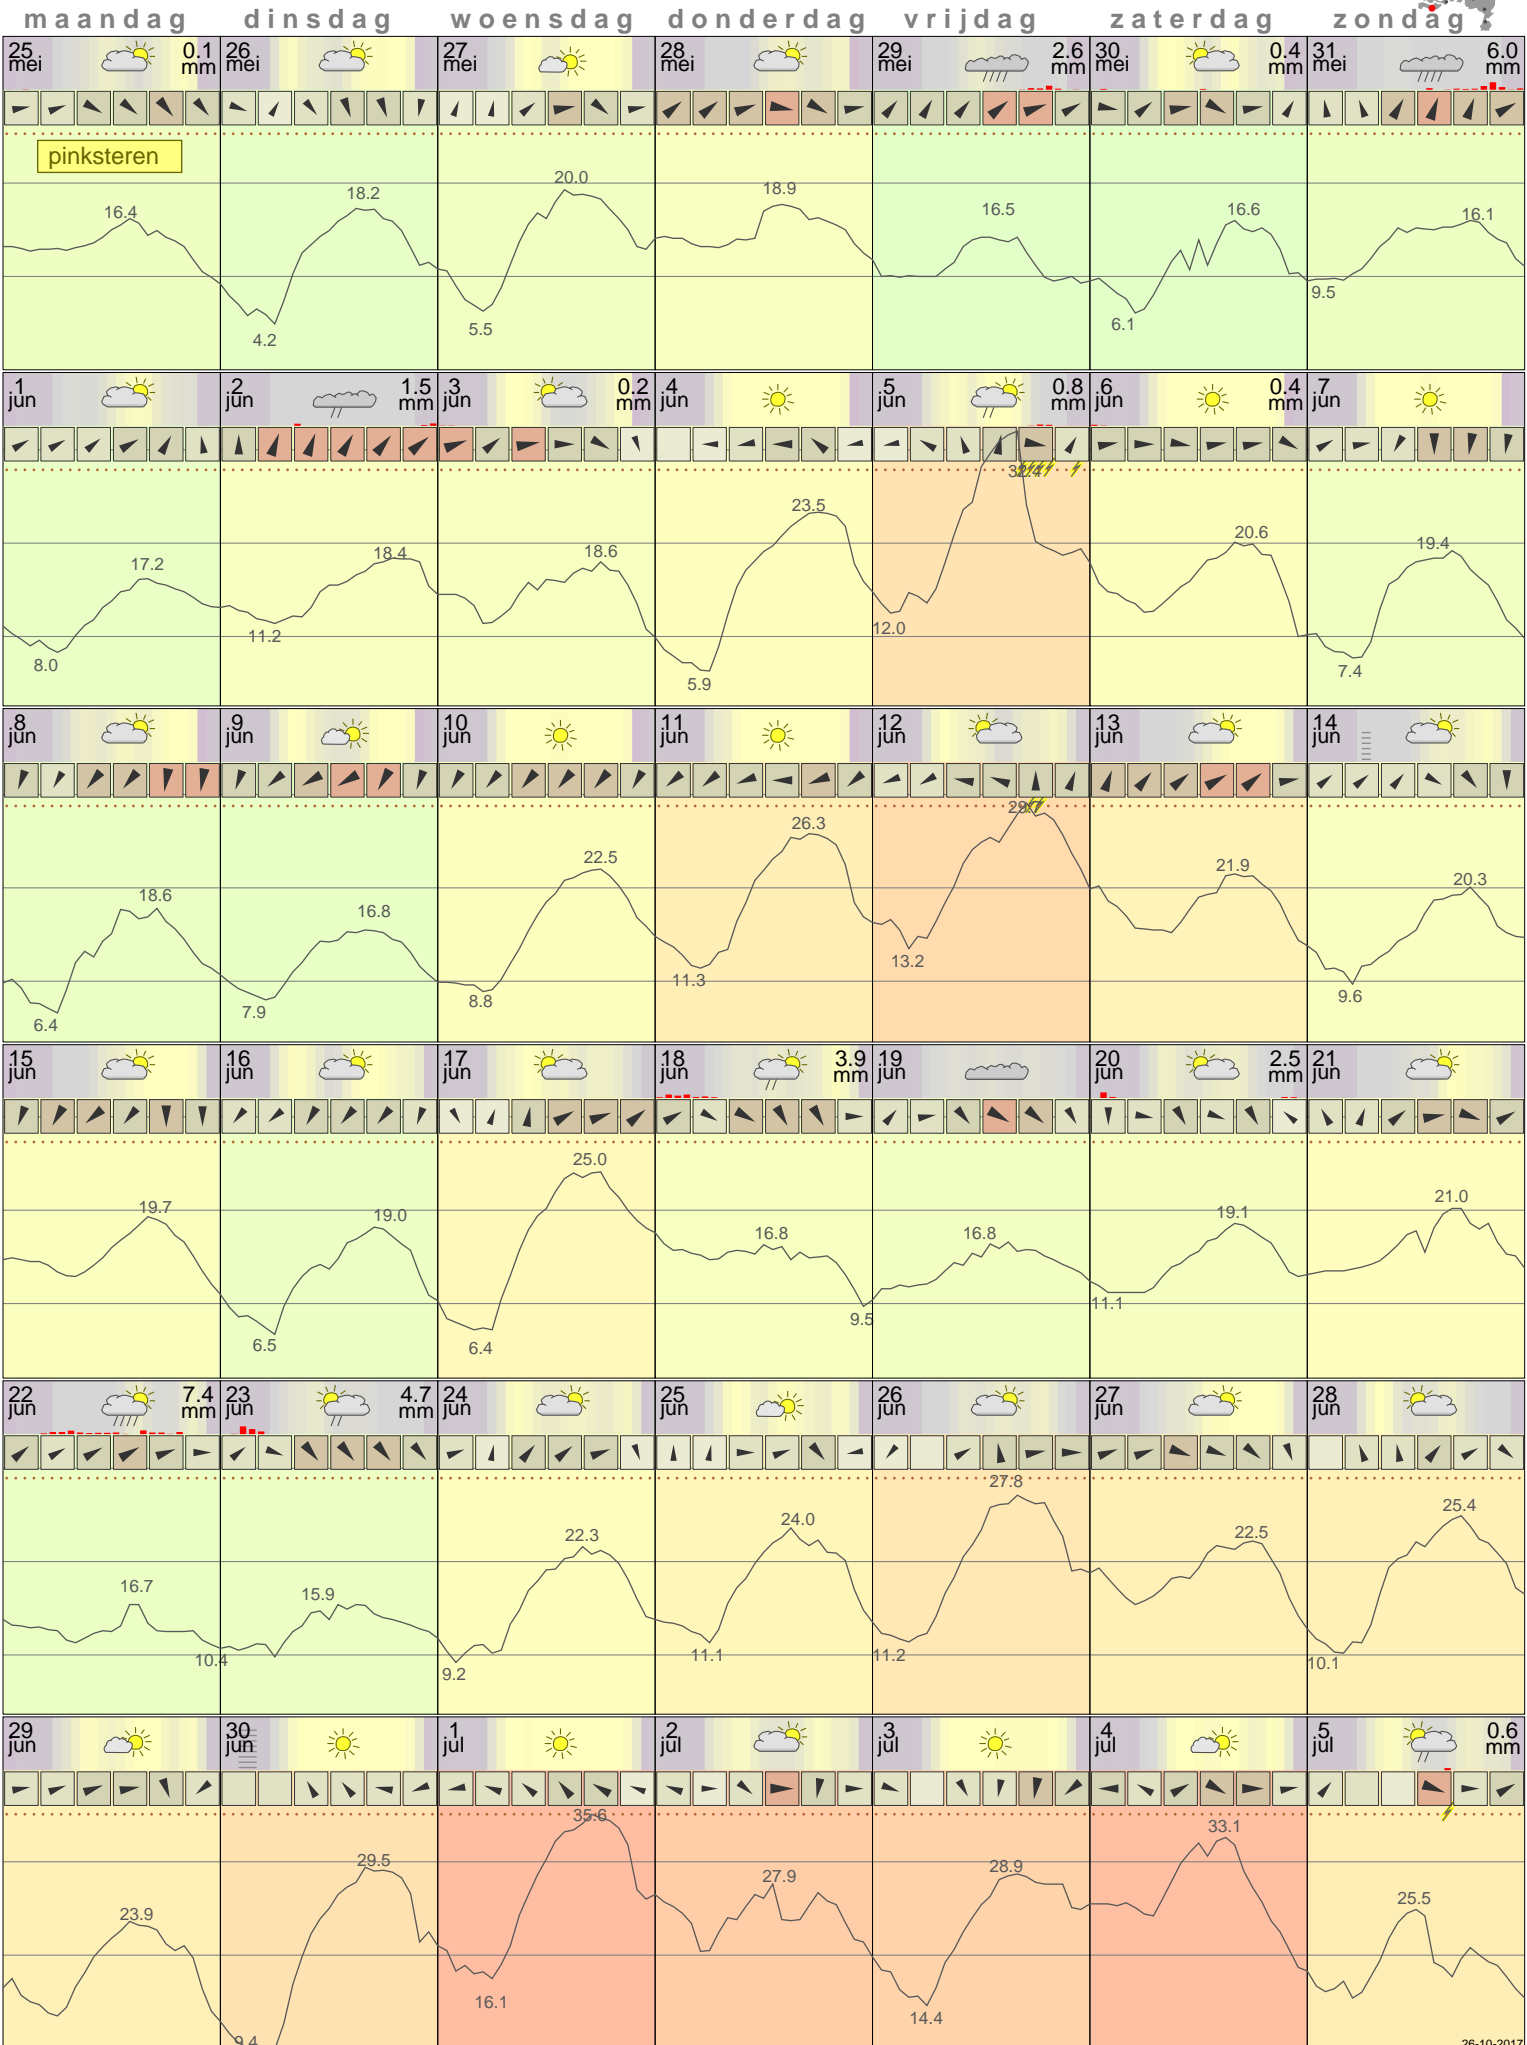 maandag dinsdag woensdag donderdag vrijdag zaterdag zondag
25 mei 0.1 mm 26 mei 27 mei 28 mei 29 mei 2.6 mm 30 mei 0.4 mm 31 mei 6.0 mm
pinksteren
16.4 18.2 20.0 18.9 16.5 16.6 16.1
4.2 5.5 6.1 9.5
1 jun 2 jun 1.5 mm 3 jun 0.2 mm 4 jun 5 jun 0.8 mm 6 jun 0.4 mm 7 jun
17.2 18.4 18.6 23.5 32.4 20.6 19.4
8.0 11.2 5.9 12.0 7.4
8 jun 9 jun 10 jun 11 jun 12 jun 13 jun 14 jun
18.6 16.8 22.5 26.3 29.7 21.9 20.3
6.4 7.9 8.8 11.3 13.2 9.6
15 jun 16 jun 17 jun 18 jun 3.9 mm 19 jun 20 jun 2.5 mm 21 jun
19.7 19.0 25.0 16.8 16.8 19.1 21.0
6.5 6.4 9.5 11.1
22 jun 7.4 mm 23 jun 4.7 mm 24 jun 25 jun 26 jun 27 jun 28 jun
16.7 15.9 22.3 24.0 27.8 22.5 25.4
10.4 9.2 11.1 11.2 10.1
29 jun 30 jun 1 jul 2 jul 3 jul 4 jul 5 jul 0.6 mm
23.9 29.5 35.6 27.9 28.9 33.1 25.5
9.4 16.1 14.4
26-10-2017